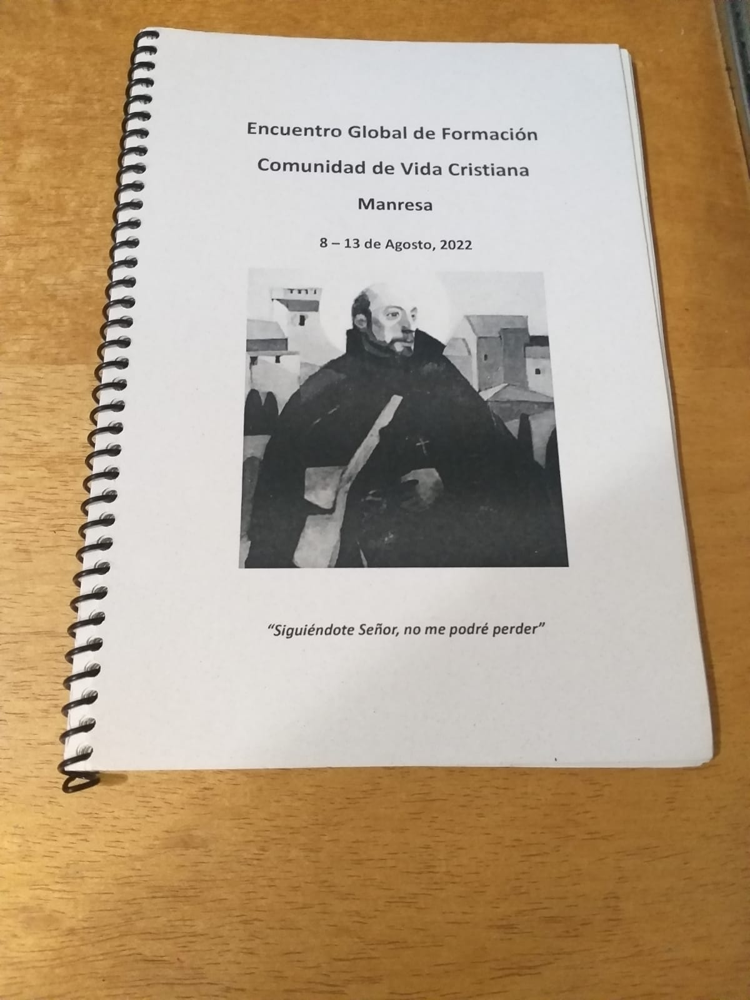 Encuentro Global de Formación
Comunidad de Vida Cristiana
Manresa
8 – 13 de Agosto, 2022
“Siguiéndote Señor, no me podré perder”